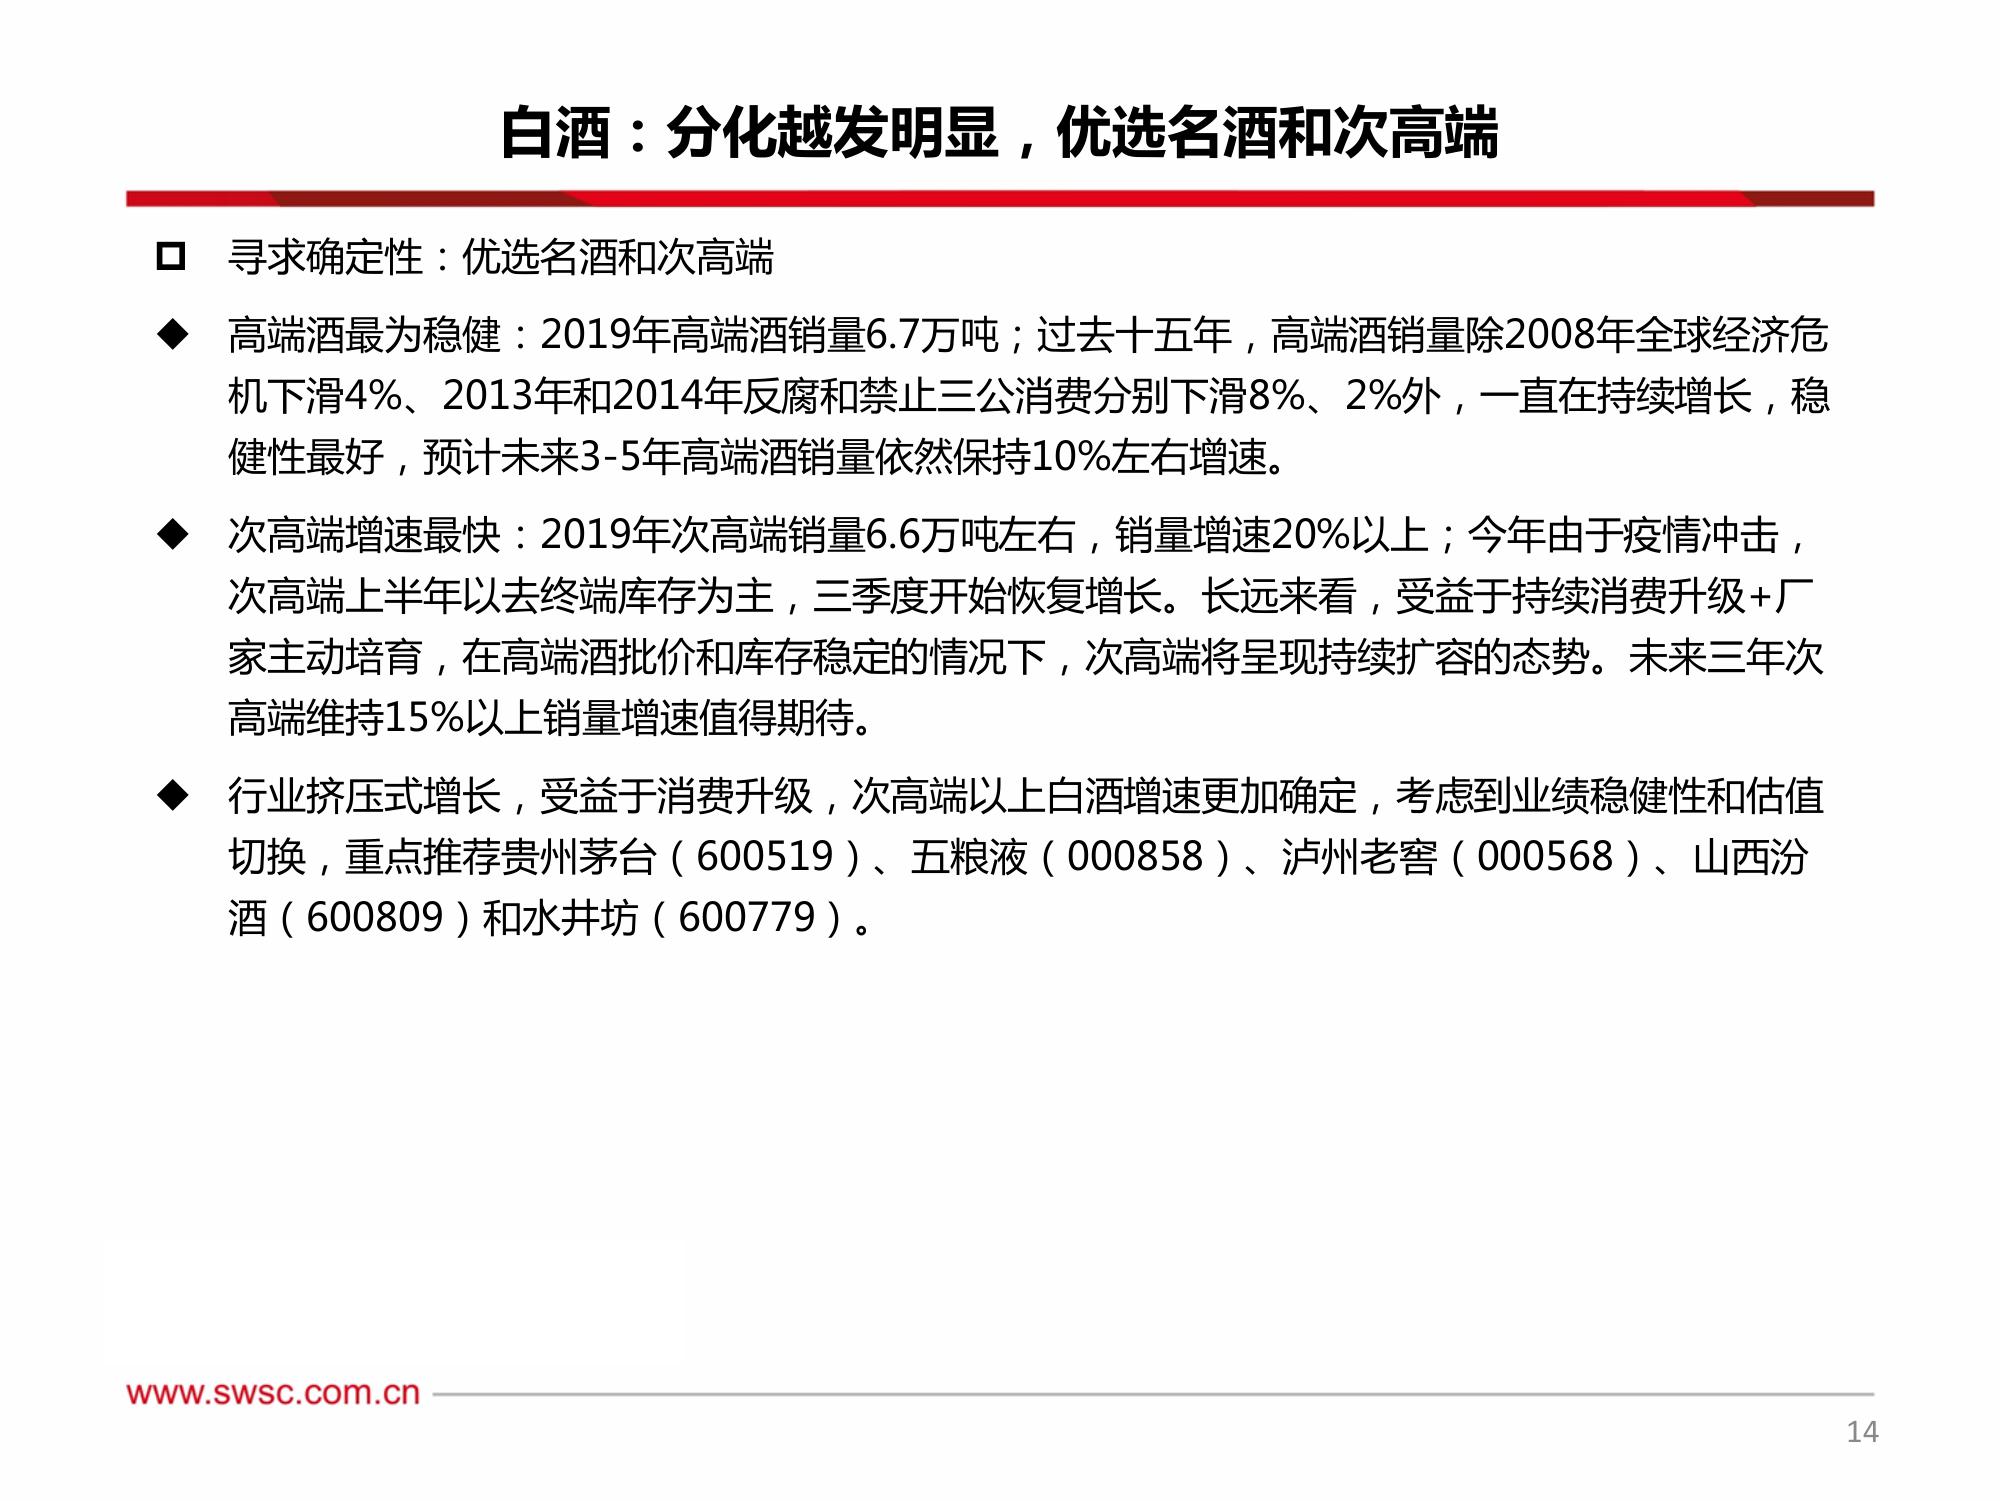 白酒：分化越发明显，优选名酒和次高端
寻求确定性：优选名酒和次高端
高端酒最为稳健：2019年高端酒销量6.7万吨；过去十五年，高端酒销量除2008年全球经济危
机下滑4%、2013年和2014年反腐和禁止三公消费分别下滑8%、2%外，一直在持续增长，稳
健性最好，预计未来3-5年高端酒销量依然保持10%左右增速。
次高端增速最快：2019年次高端销量6.6万吨左右，销量增速20%以上；今年由于疫情冲击，
次高端上半年以去终端库存为主，三季度开始恢复增长。长远来看，受益于持续消费升级+厂
家主动培育，在高端酒批价和库存稳定的情况下，次高端将呈现持续扩容的态势。未来三年次
高端维持15%以上销量增速值得期待。
行业挤压式增长，受益于消费升级，次高端以上白酒增速更加确定，考虑到业绩稳健性和估值
切换，重点推荐贵州茅台（600519）、五粮液（000858）、泸州老窖（000568）、山西汾
酒（600809）和水井坊（600779）。
www.swsc.com.cn
14